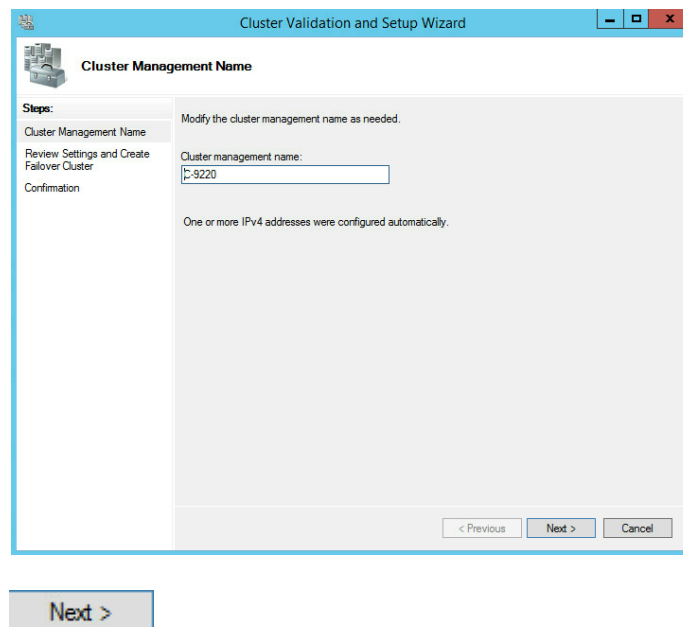 Cluster Validation and Setup Wizard
Cluster Management Name
Steps:
Cluster Management Name
Review Settings and Create
Failover Cluster
Confirmation
Modify the cluster management name as needed.
Cluster management name:
C-9220
One or more IPv4 addresses were configured automatically.
< Previous
Next >
Cancel
Next >